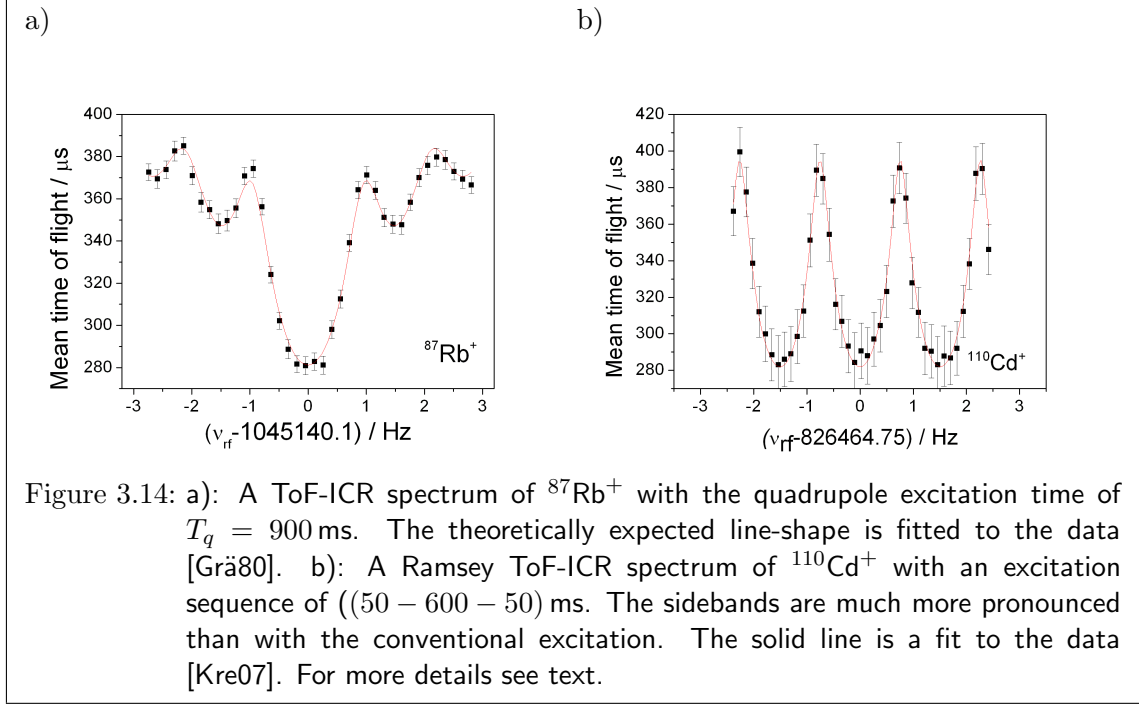 a)
b)
400
380
360
340
320
300
280
Mean time of flight / μs
⁸⁷Rb⁺
-3 -2 -1 0 1 2 3
(νrf-1045140.1) / Hz
420
400
380
360
340
320
300
280
Mean time of flight / μs
¹¹⁰Cd⁺
-3 -2 -1 0 1 2 3
(νrf-826464.75) / Hz
Figure 3.14: a): A ToF-ICR spectrum of ⁸⁷Rb⁺ with the quadrupole excitation time of
T_q = 900 ms. The theoretically expected line-shape is fitted to the data
[Grä80]. b): A Ramsey ToF-ICR spectrum of ¹¹⁰Cd⁺ with an excitation
sequence of ((50 − 600 − 50) ms. The sidebands are much more pronounced
than with the conventional excitation. The solid line is a fit to the data
[Kre07]. For more details see text.